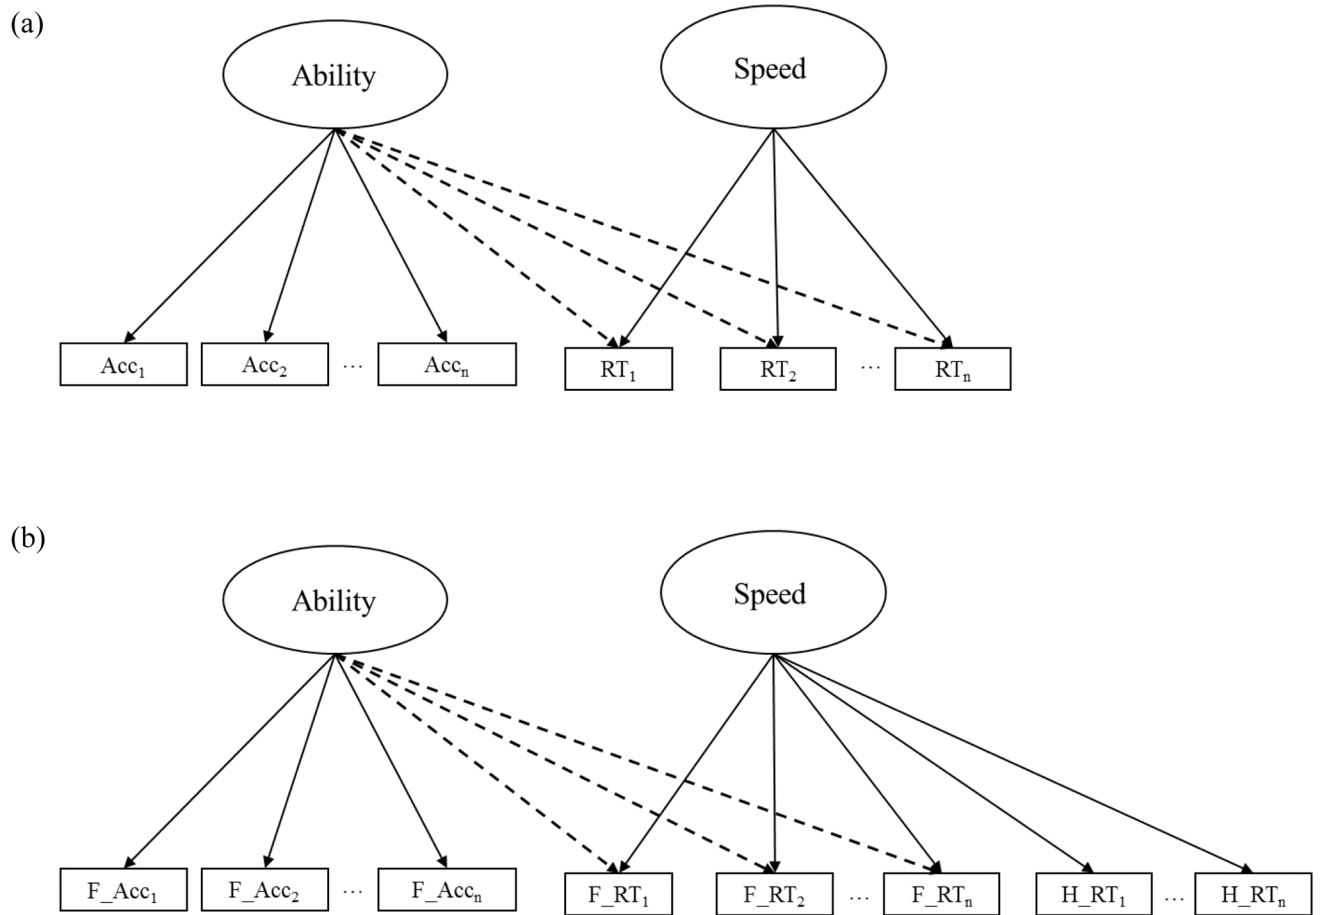 (a)
Ability Speed
Acc₁ Acc₂ … Accₙ RT₁ RT₂ … RTₙ
(b)
Ability Speed
F_Acc₁ F_Acc₂ … F_Accₙ F_RT₁ F_RT₂ … F_RTₙ H_RT₁ … H_RTₙ